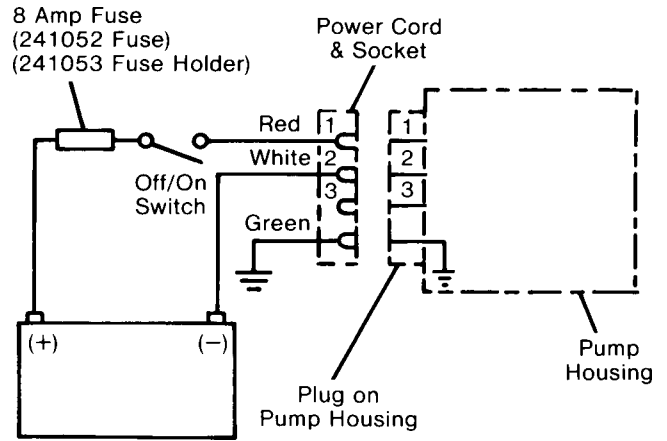 8 Amp Fuse
(241052 Fuse)
(241053 Fuse Holder)
Power Cord
& Socket
Red
1
1
White
2
2
3
3
Off/On
Switch
Green
(+)
(−)
Plug on
Pump Housing
Pump
Housing